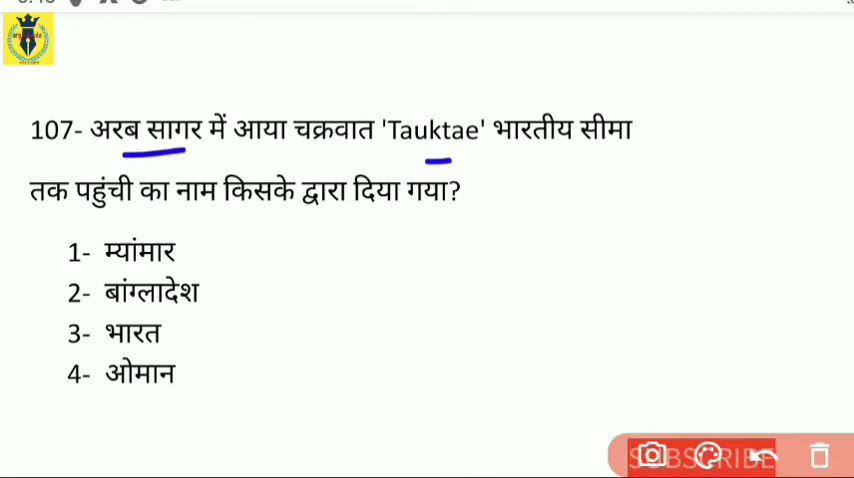 107- अरब सागर में आया चक्रवात 'Tauktae' भारतीय सीमा
तक पहुंची का नाम किसके द्वारा दिया गया?
1- म्यांमार
2- बांग्लादेश
3- भारत
4- ओमान
SUBSCRIBE